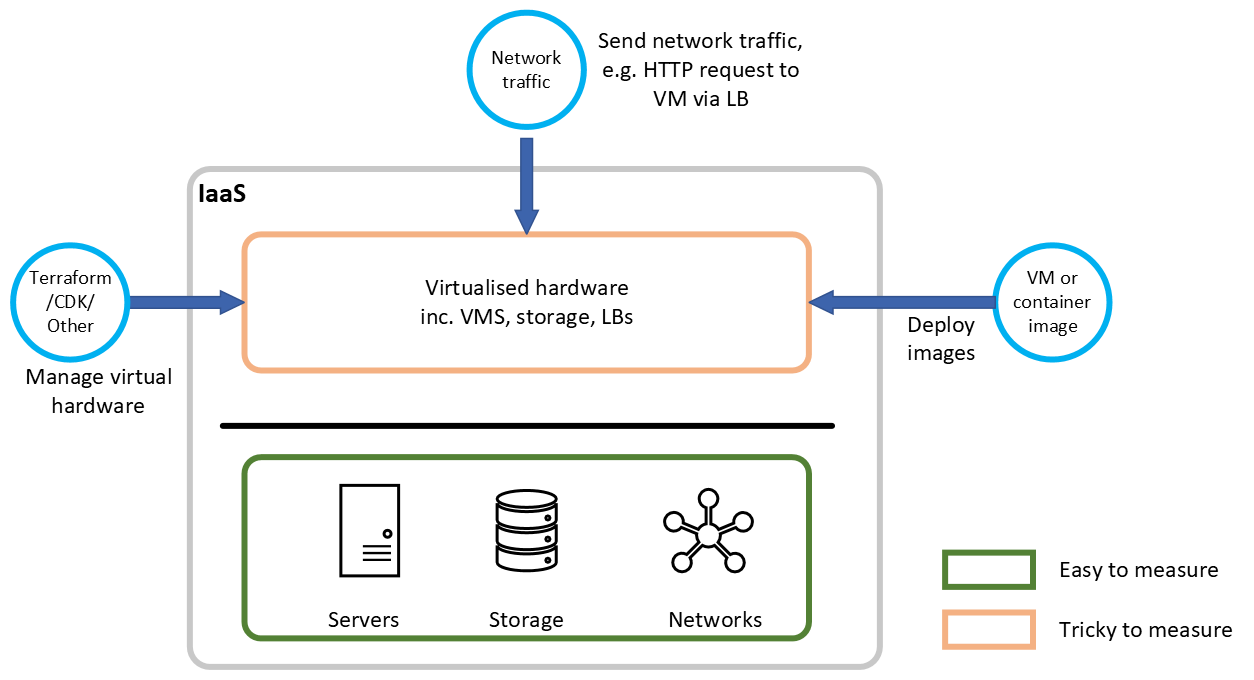 Network
traffic
Send network traffic,
e.g. HTTP request to
VM via LB
IaaS
Terraform
/CDK/
Other
Manage virtual
hardware
Virtualised hardware
inc. VMS, storage, LBs
VM or
container
image
Deploy
images
Servers
Storage
Networks
Easy to measure
Tricky to measure